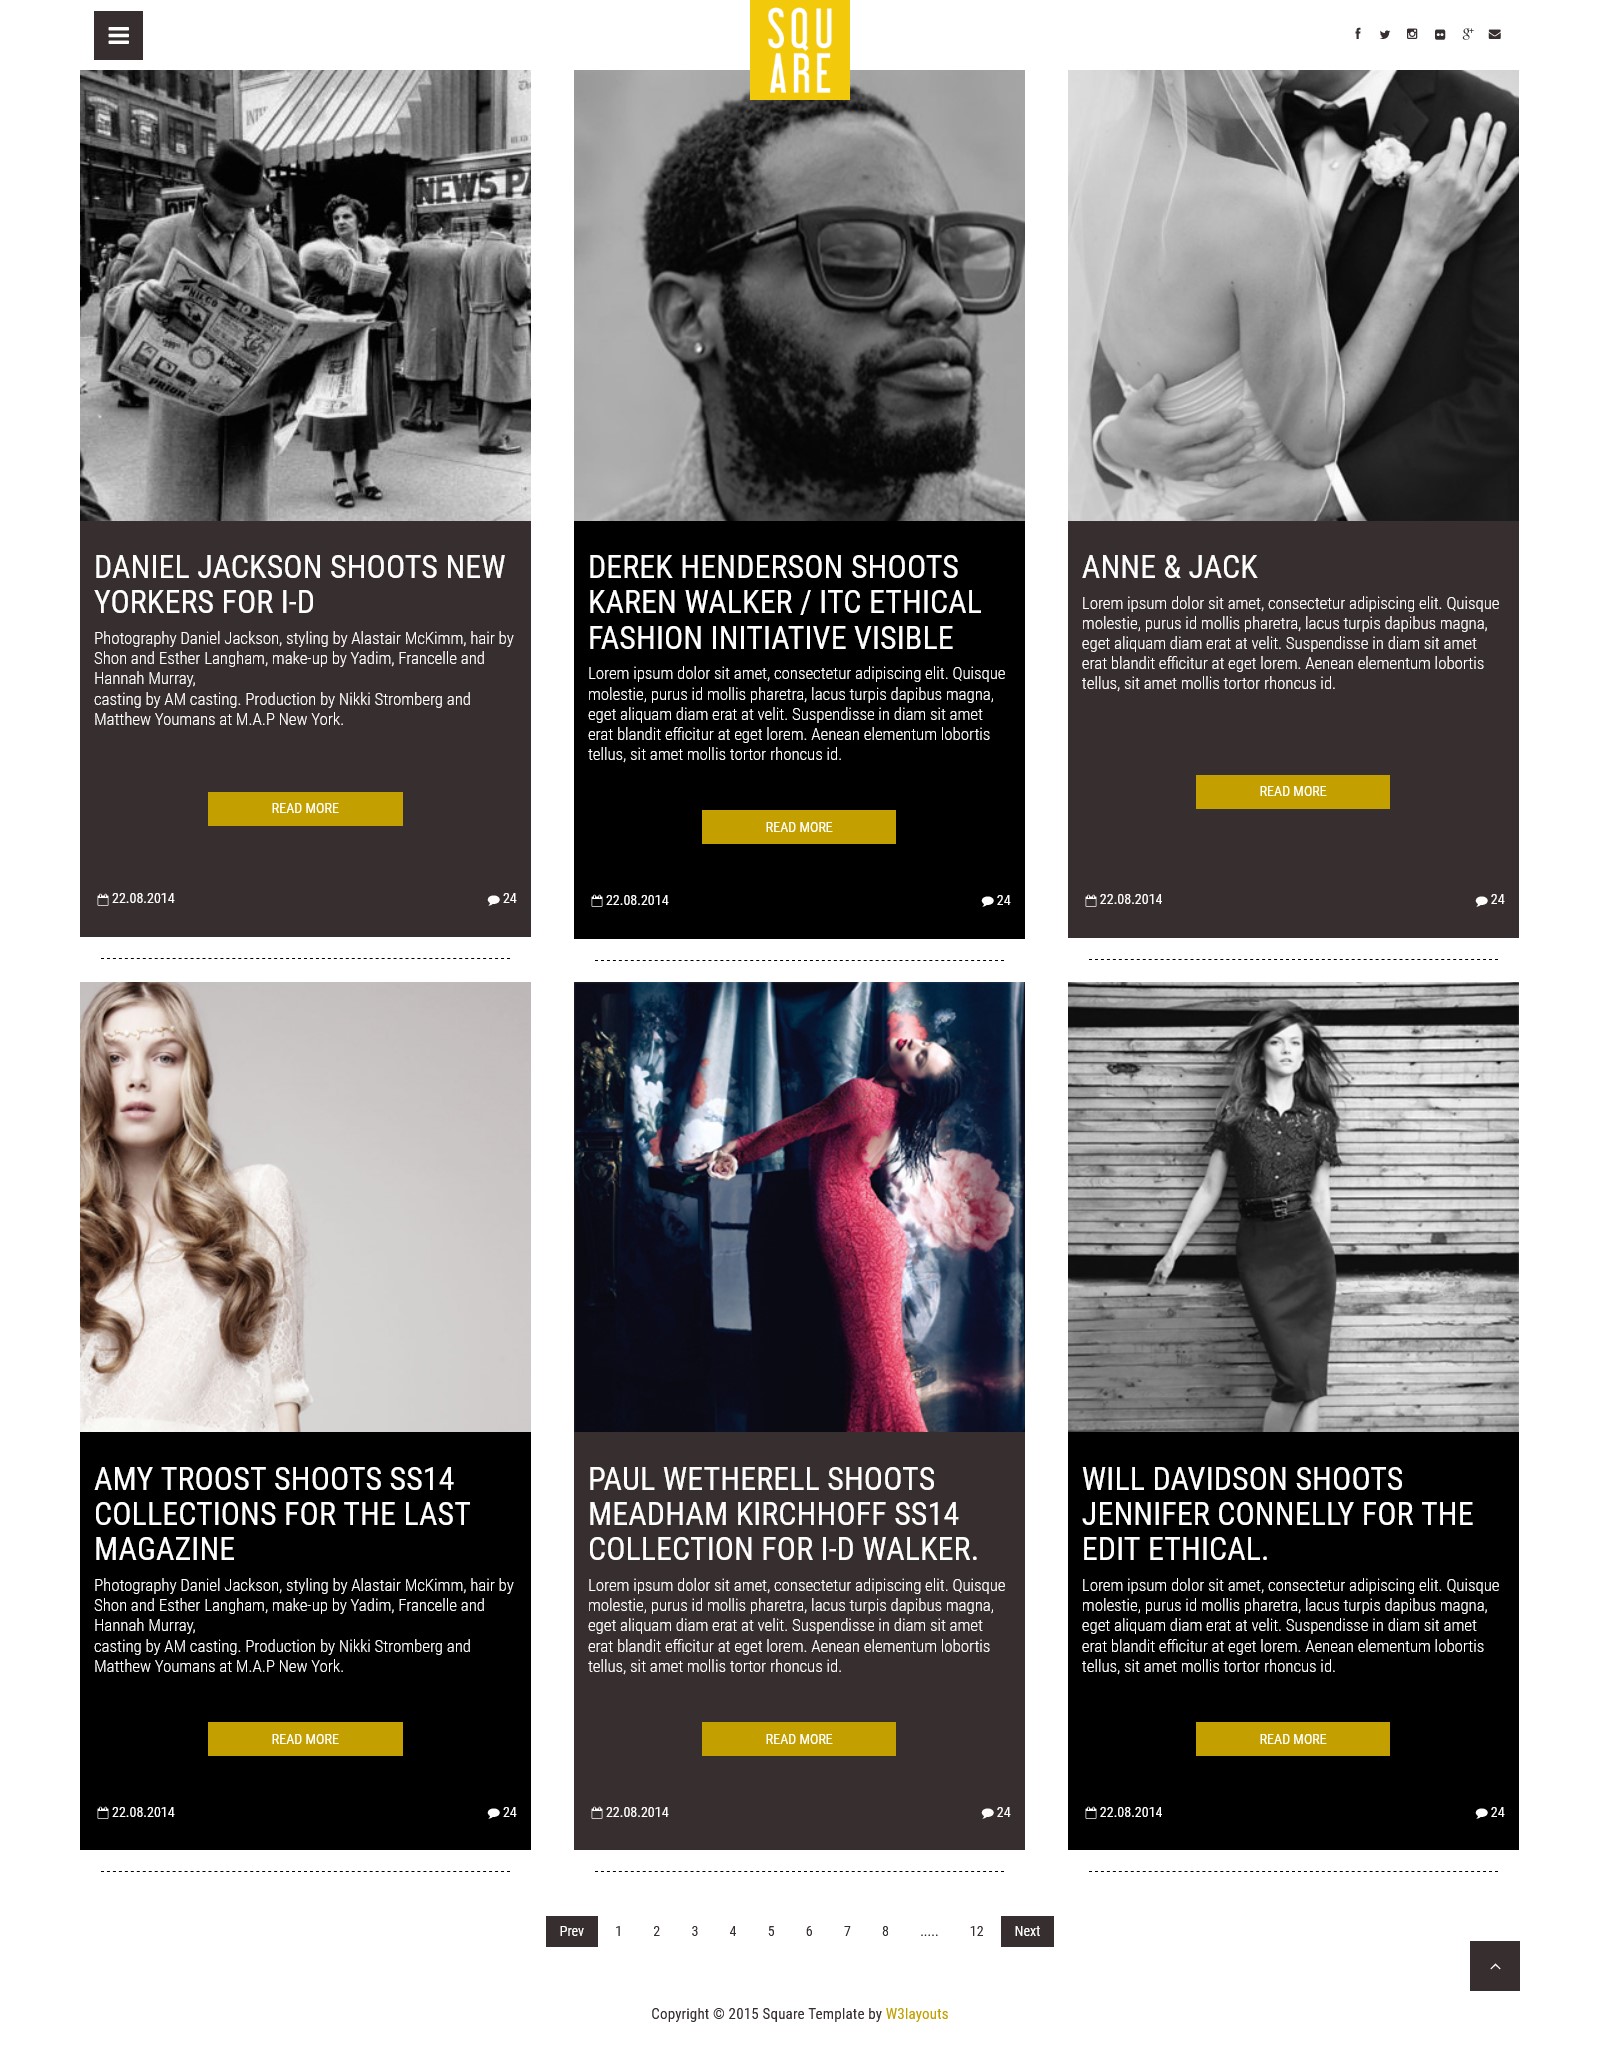 SQU
ARE
NEWS PA
PHILCO
PRIOR
DANIEL JACKSON SHOOTS NEW
YORKERS FOR I-D
Photography Daniel Jackson, styling by Alastair McKimm, hair by
Shon and Esther Langham, make-up by Yadim, Francelle and
Hannah Murray,
casting by AM casting. Production by Nikki Stromberg and
Matthew Youmans at M.A.P New York.
READ MORE
22.08.2014
24
DEREK HENDERSON SHOOTS
KAREN WALKER / ITC ETHICAL
FASHION INITIATIVE VISIBLE
Lorem ipsum dolor sit amet, consectetur adipiscing elit. Quisque
molestie, purus id mollis pharetra, lacus turpis dapibus magna,
eget aliquam diam erat at velit. Suspendisse in diam sit amet
erat blandit efficitur at eget lorem. Aenean elementum lobortis
tellus, sit amet mollis tortor rhoncus id.
READ MORE
22.08.2014
24
ANNE & JACK
Lorem ipsum dolor sit amet, consectetur adipiscing elit. Quisque
molestie, purus id mollis pharetra, lacus turpis dapibus magna,
eget aliquam diam erat at velit. Suspendisse in diam sit amet
erat blandit efficitur at eget lorem. Aenean elementum lobortis
tellus, sit amet mollis tortor rhoncus id.
READ MORE
22.08.2014
24
AMY TROOST SHOOTS SS14
COLLECTIONS FOR THE LAST
MAGAZINE
Photography Daniel Jackson, styling by Alastair McKimm, hair by
Shon and Esther Langham, make-up by Yadim, Francelle and
Hannah Murray,
casting by AM casting. Production by Nikki Stromberg and
Matthew Youmans at M.A.P New York.
READ MORE
22.08.2014
24
PAUL WETHERELL SHOOTS
MEADHAM KIRCHHOFF SS14
COLLECTION FOR I-D WALKER.
Lorem ipsum dolor sit amet, consectetur adipiscing elit. Quisque
molestie, purus id mollis pharetra, lacus turpis dapibus magna,
eget aliquam diam erat at velit. Suspendisse in diam sit amet
erat blandit efficitur at eget lorem. Aenean elementum lobortis
tellus, sit amet mollis tortor rhoncus id.
READ MORE
22.08.2014
24
WILL DAVIDSON SHOOTS
JENNIFER CONNELLY FOR THE
EDIT ETHICAL.
Lorem ipsum dolor sit amet, consectetur adipiscing elit. Quisque
molestie, purus id mollis pharetra, lacus turpis dapibus magna,
eget aliquam diam erat at velit. Suspendisse in diam sit amet
erat blandit efficitur at eget lorem. Aenean elementum lobortis
tellus, sit amet mollis tortor rhoncus id.
READ MORE
22.08.2014
24
Prev 1 2 3 4 5 6 7 8 ..... 12 Next
Copyright © 2015 Square Template by W3layouts